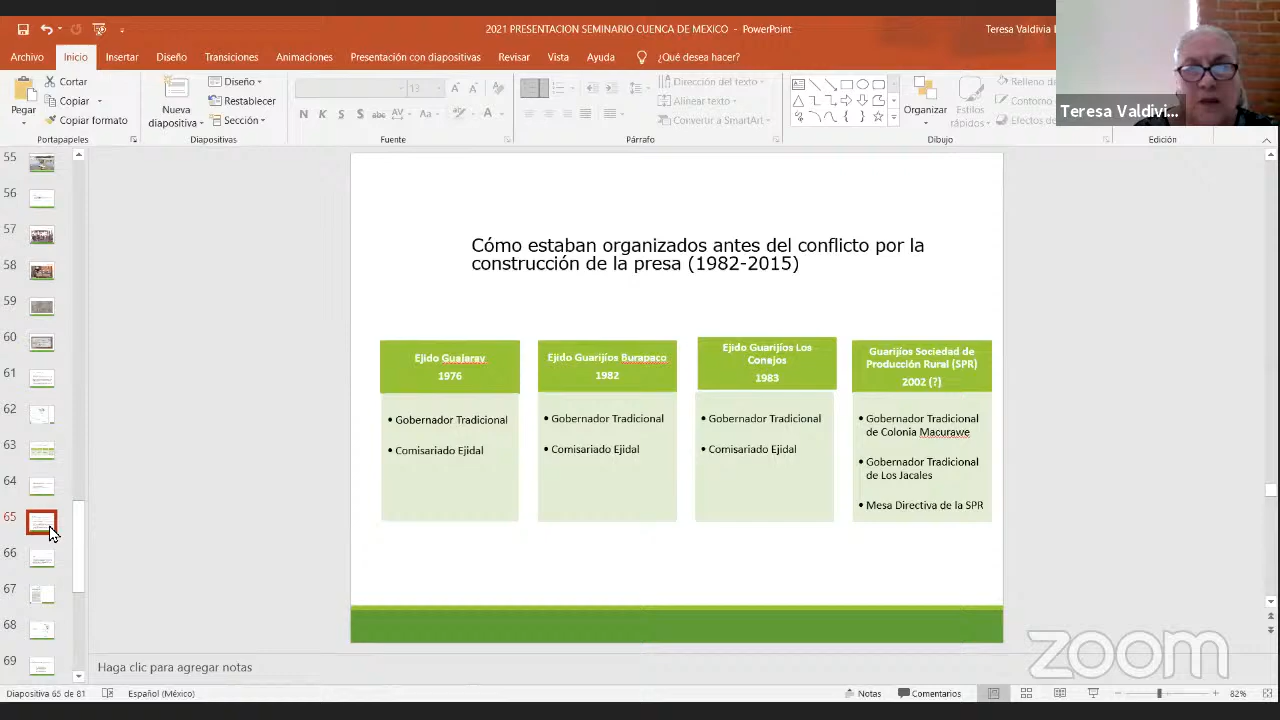 2021 PRESENTACION SEMINARIO CUENCA DE MEXICO - PowerPoint
Teresa Valdivia
Archivo
Inicio
Insertar
Diseño
Transiciones
Animaciones
Presentación con diapositivas
Revisar
Vista
Ayuda
¿Qué desea hacer?
Teresa Valdivi...
Pegar
Cortar
Copiar
Copiar formato
Portapapeles
Nueva
diapositiva
Diseño
Restablecer
Sección
Diapositivas
13
N K S abc AV Aa A
Fuente
Dirección del texto
Alinear texto
Convertir a SmartArt
Párrafo
Organizar
Estilos
rápidos
Dibujo
Relleno de
Contorno
Efectos de
Edición
55
56
57
58
59
60
61
62
63
64
65
66
67
68
69
Cómo estaban organizados antes del conflicto por la
construcción de la presa (1982-2015)
Ejido Guajaray
1976
• Gobernador Tradicional
• Comisariado Ejidal
Ejido Guarijíos Burapaco
1982
• Gobernador Tradicional
• Comisariado Ejidal
Ejido Guarijíos Los
Conejos
1983
• Gobernador Tradicional
• Comisariado Ejidal
Guarijíos Sociedad de
Producción Rural (SPR)
2002 (?)
• Gobernador Tradicional
de Colonia Macurawe
• Gobernador Tradicional
de Los Jacales
• Mesa Directiva de la SPR
Haga clic para agregar notas
zoom
Diapositiva 65 de 81
Español (México)
Notas
Comentarios
82%